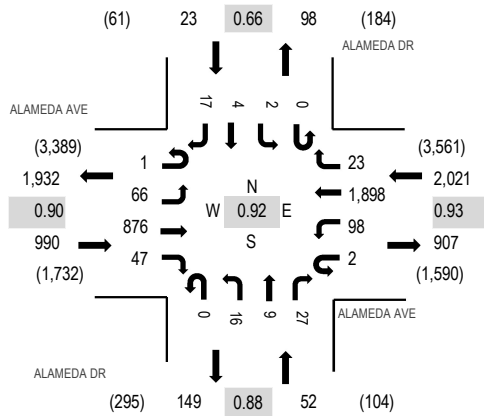 (61) 23 0.66 98 (184)
ALAMEDA DR
ALAMEDA AVE
17 4 2 0
(3,389) (3,561)
1 23
1,932 2,021
66 N 1,898
0.90 W 0.92 E 0.93
876 S 98
990 907
47 2
(1,732) (1,590)
0 16 9 27
ALAMEDA AVE
ALAMEDA DR
(295) 149 0.88 52 (104)